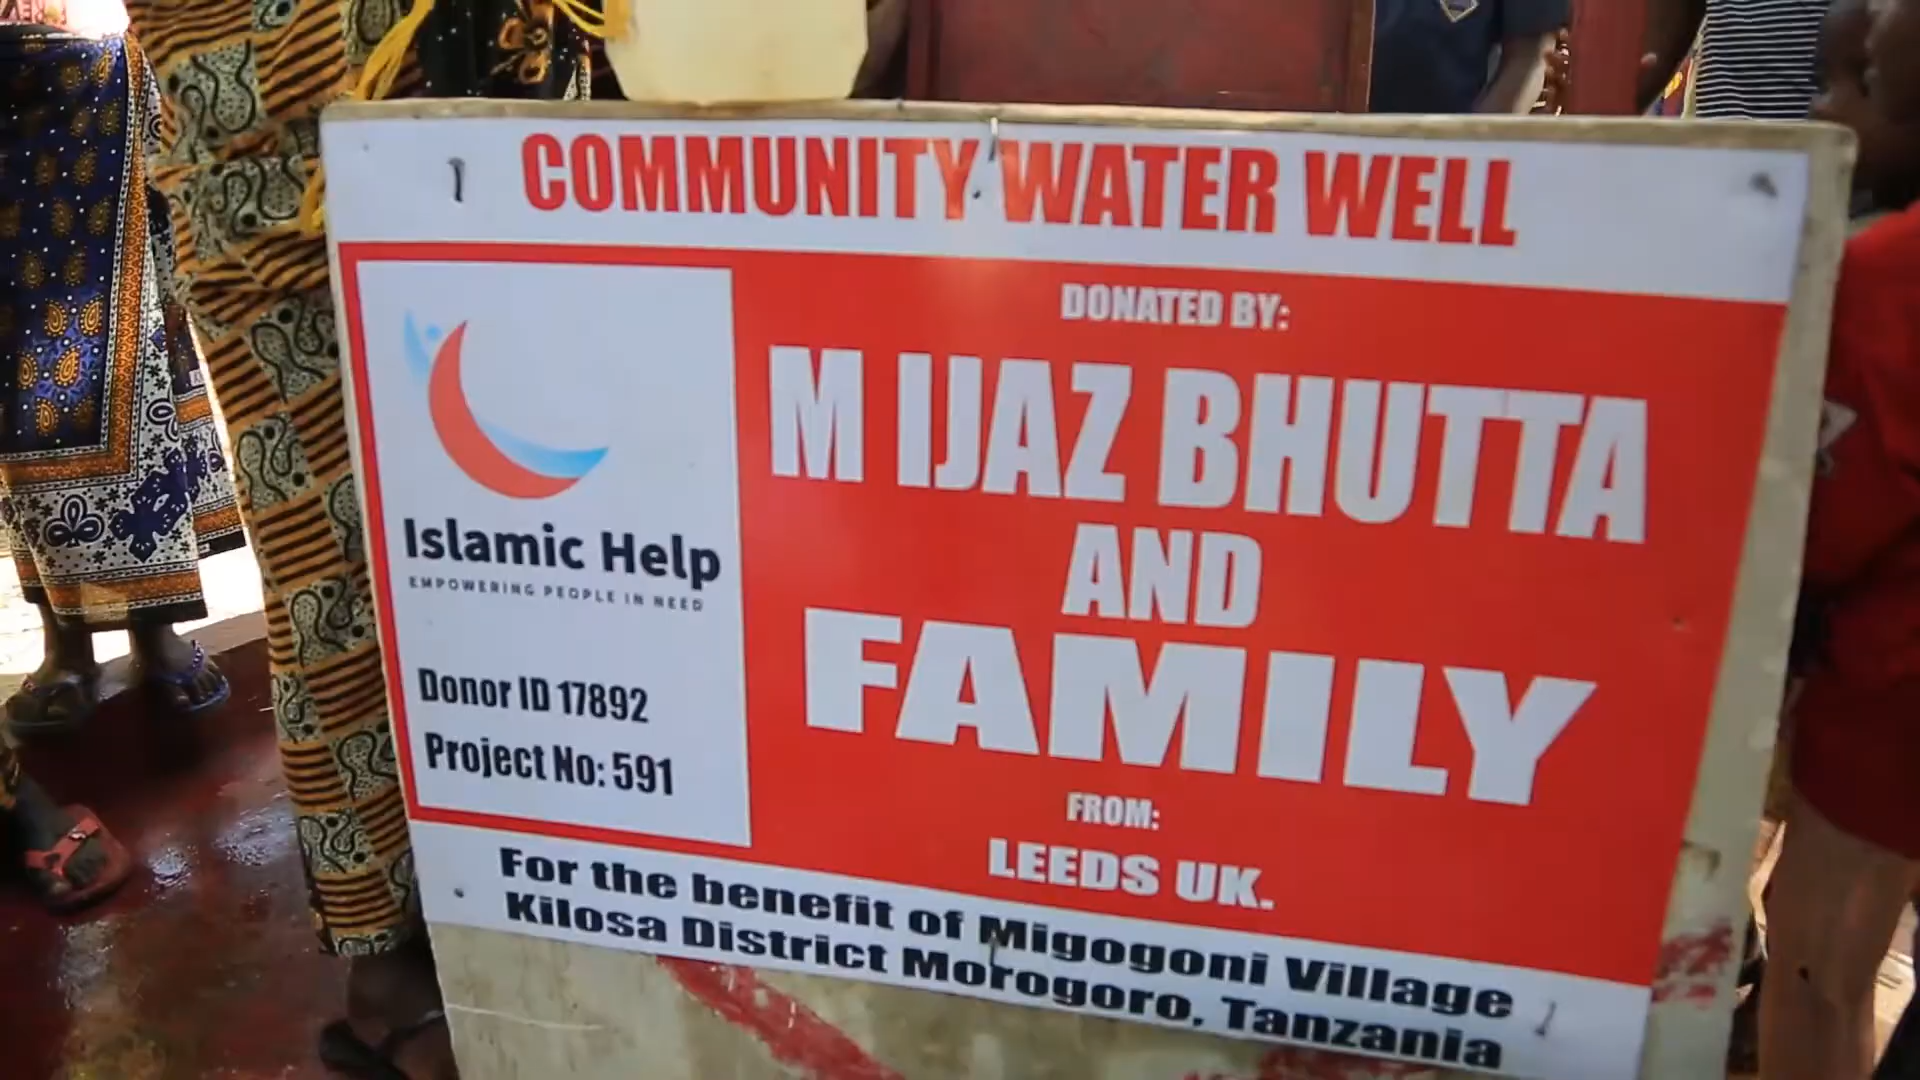 COMMUNITY WATER WELL
Islamic Help
EMPOWERING PEOPLE IN NEED
Donor ID 17892
Project No: 591
DONATED BY:
M IJAZ BHUTTA
AND
FAMILY
FROM:
LEEDS UK.
For the benefit of Migogoni Village
Kilosa District Morogoro, Tanzania